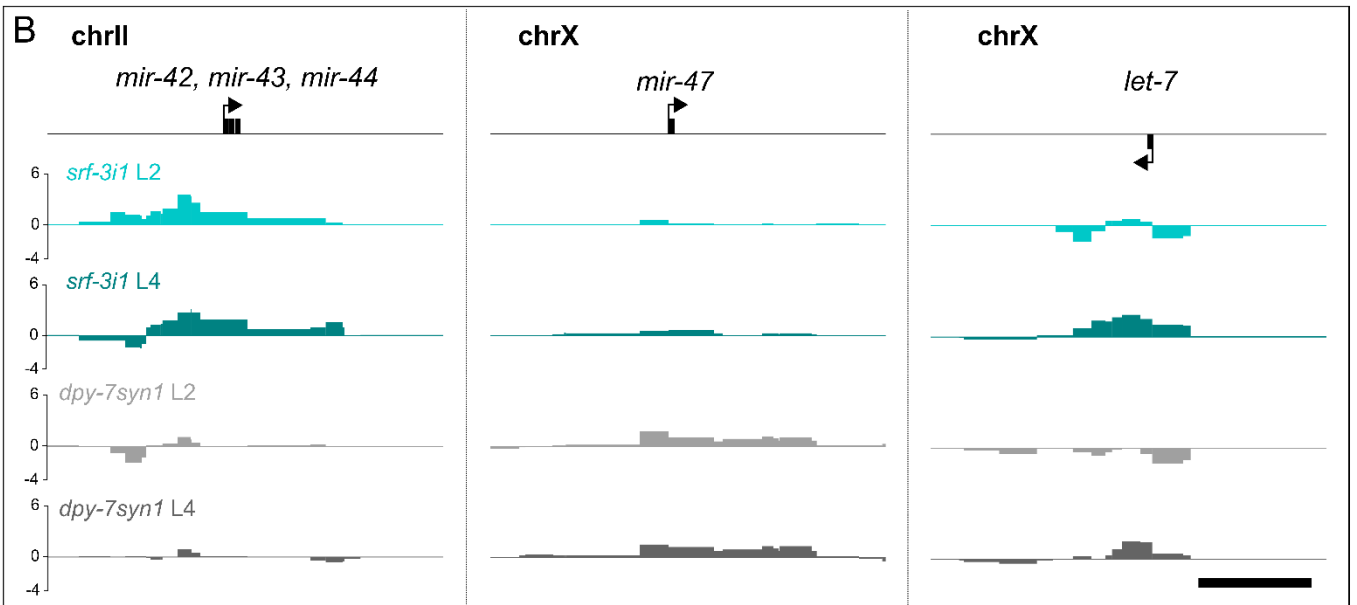 B chrII chrX chrX
mir-42, mir-43, mir-44 mir-47 let-7
6
srf-3i1 L2
0
-4
6
srf-3i1 L4
0
-4
6
dpy-7syn1 L2
0
-4
6
dpy-7syn1 L4
0
-4